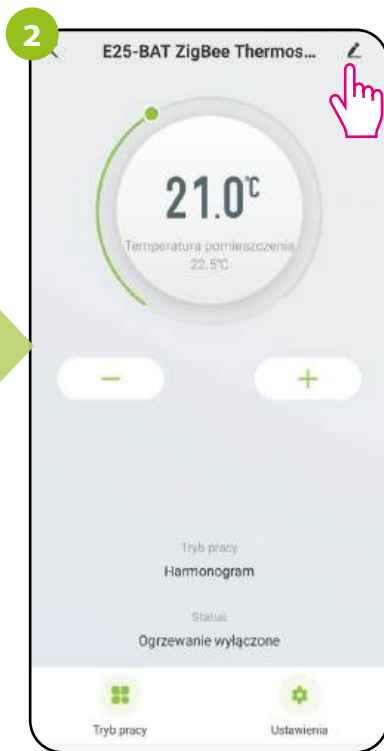 2
E25-BAT ZigBee Thermos...
21.0°C
Temperatura pomieszczenia
22.5°C
Tryb pracy
Harmonogram
Status
Ogrzewanie wyłączone
Tryb pracy
Ustawienia